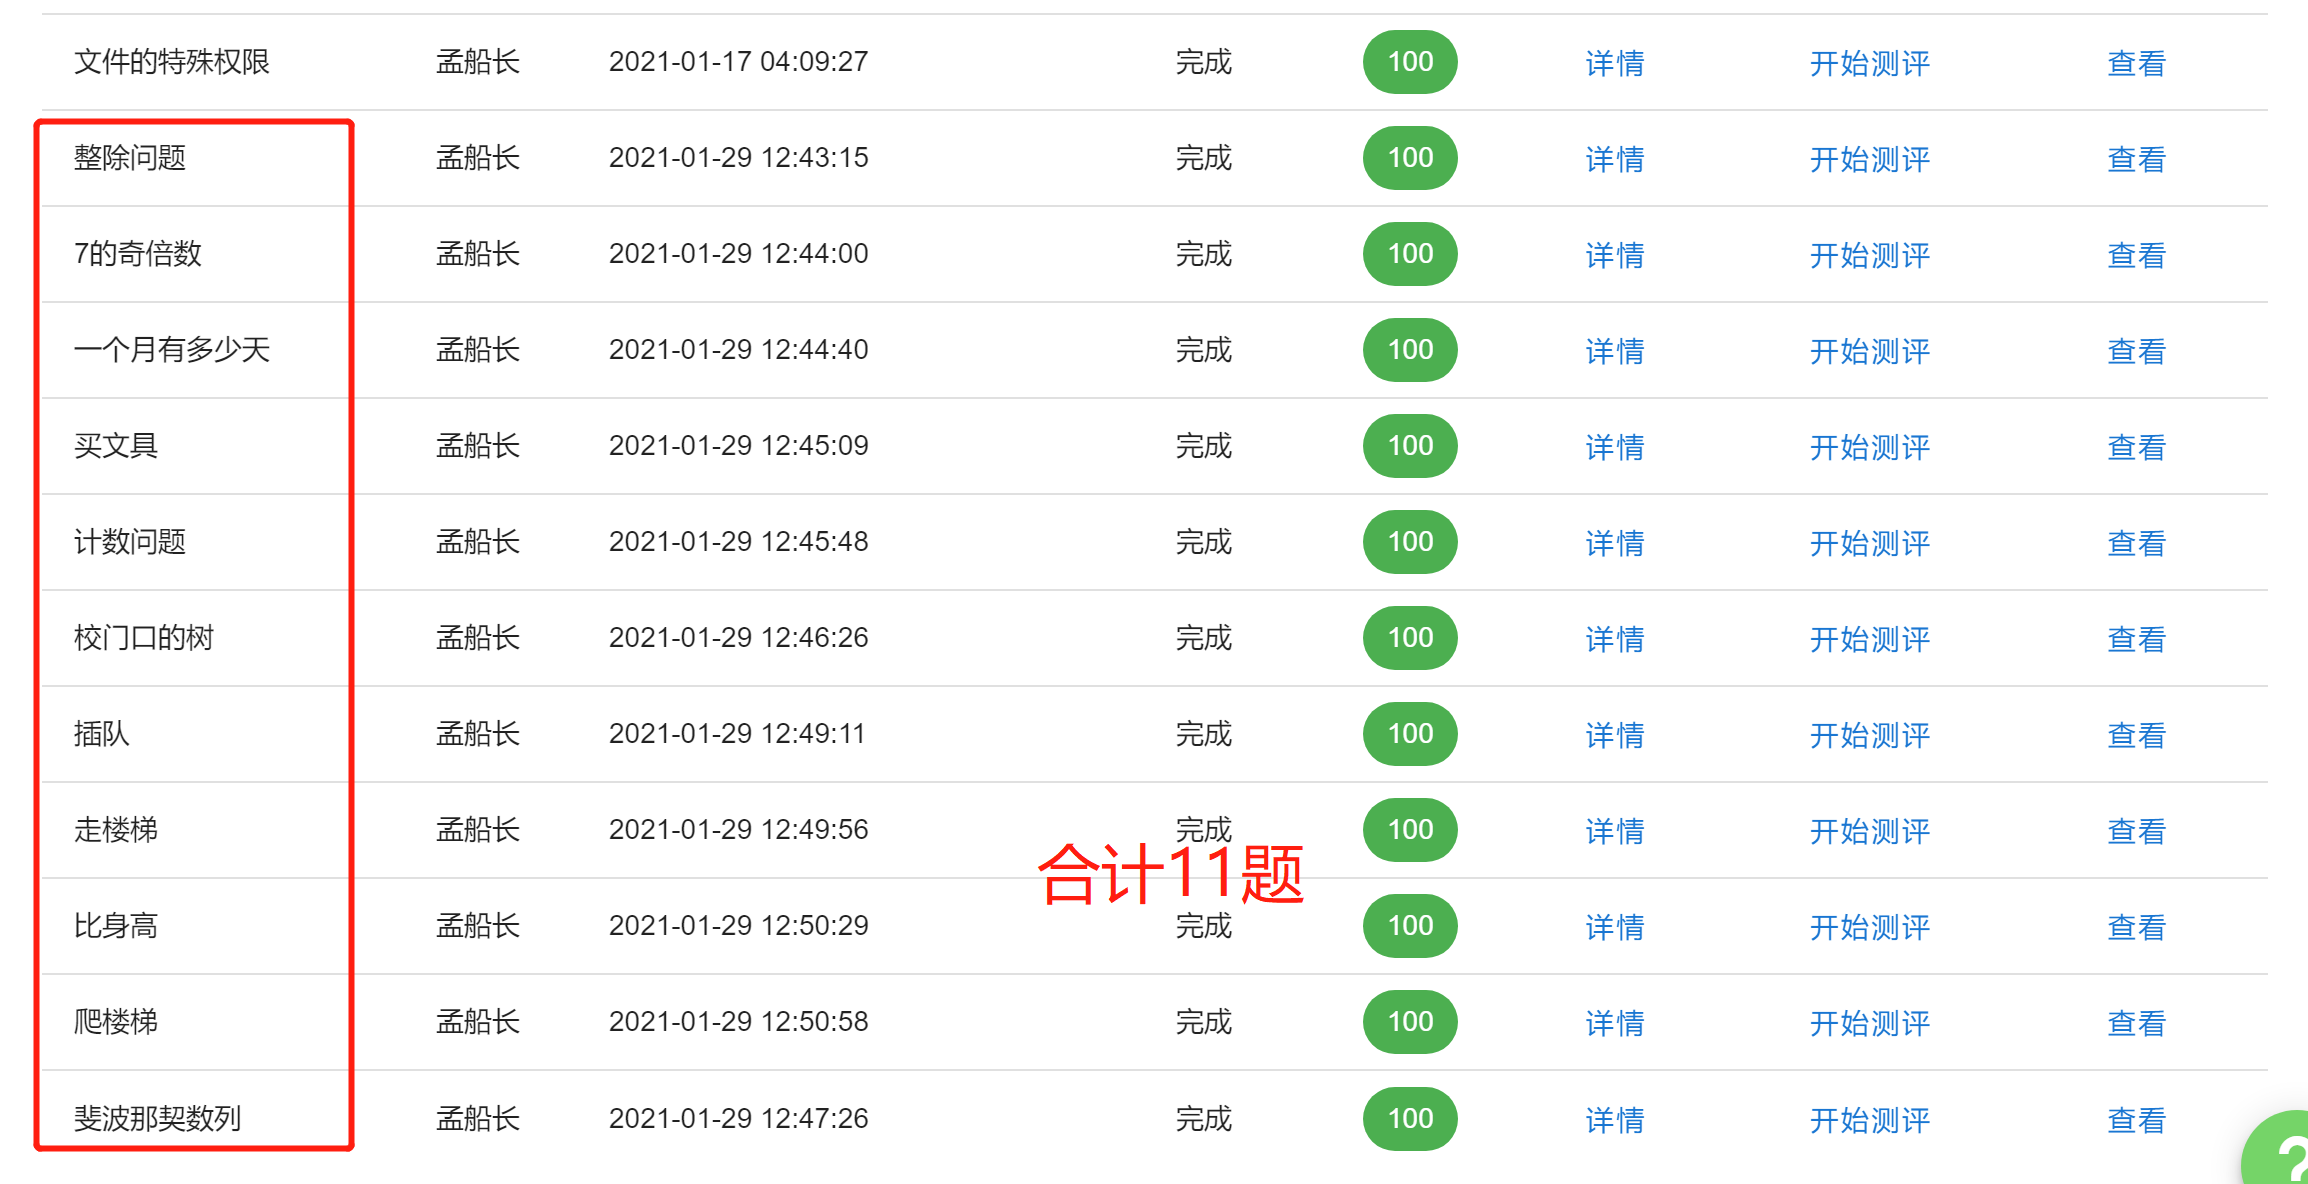 文件的特殊权限 孟船长 2021-01-17 04:09:27 完成 100 详情 开始测评 查看
整除问题 孟船长 2021-01-29 12:43:15 完成 100 详情 开始测评 查看
7的奇倍数 孟船长 2021-01-29 12:44:00 完成 100 详情 开始测评 查看
一个月有多少天 孟船长 2021-01-29 12:44:40 完成 100 详情 开始测评 查看
买文具 孟船长 2021-01-29 12:45:09 完成 100 详情 开始测评 查看
计数问题 孟船长 2021-01-29 12:45:48 完成 100 详情 开始测评 查看
校门口的树 孟船长 2021-01-29 12:46:26 完成 100 详情 开始测评 查看
插队 孟船长 2021-01-29 12:49:11 完成 100 详情 开始测评 查看
走楼梯 孟船长 2021-01-29 12:49:56 完成 100 详情 开始测评 查看
合计11题
比身高 孟船长 2021-01-29 12:50:29 完成 100 详情 开始测评 查看
爬楼梯 孟船长 2021-01-29 12:50:58 完成 100 详情 开始测评 查看
斐波那契数列 孟船长 2021-01-29 12:47:26 完成 100 详情 开始测评 查看
?